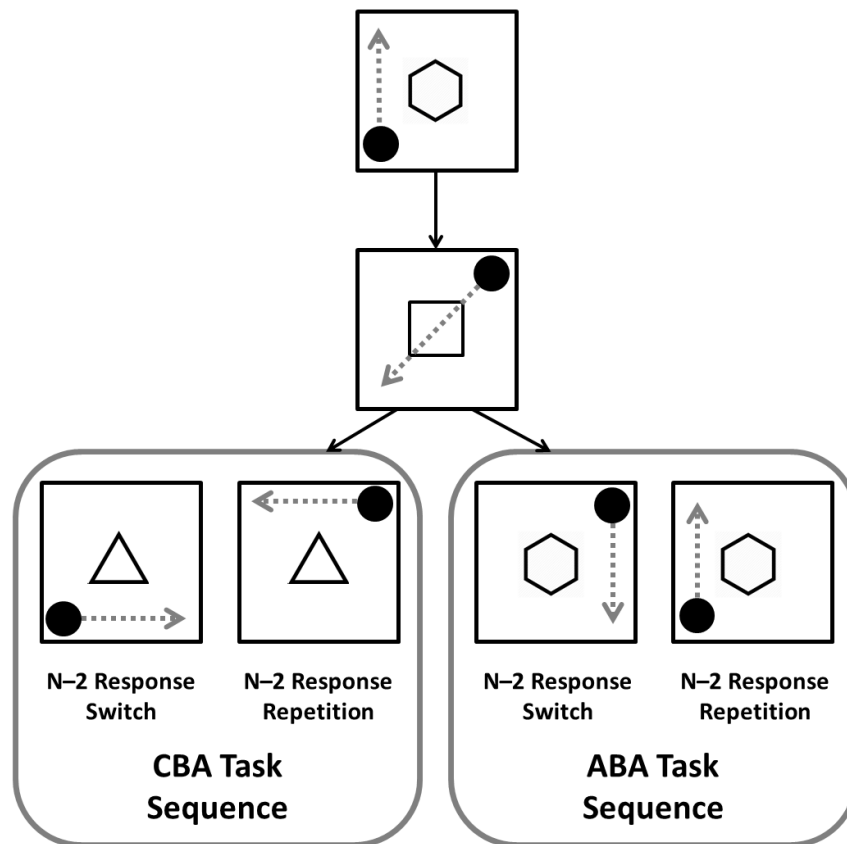 N–2 Response
Switch
N–2 Response
Repetition
CBA Task
Sequence
N–2 Response
Switch
N–2 Response
Repetition
ABA Task
Sequence